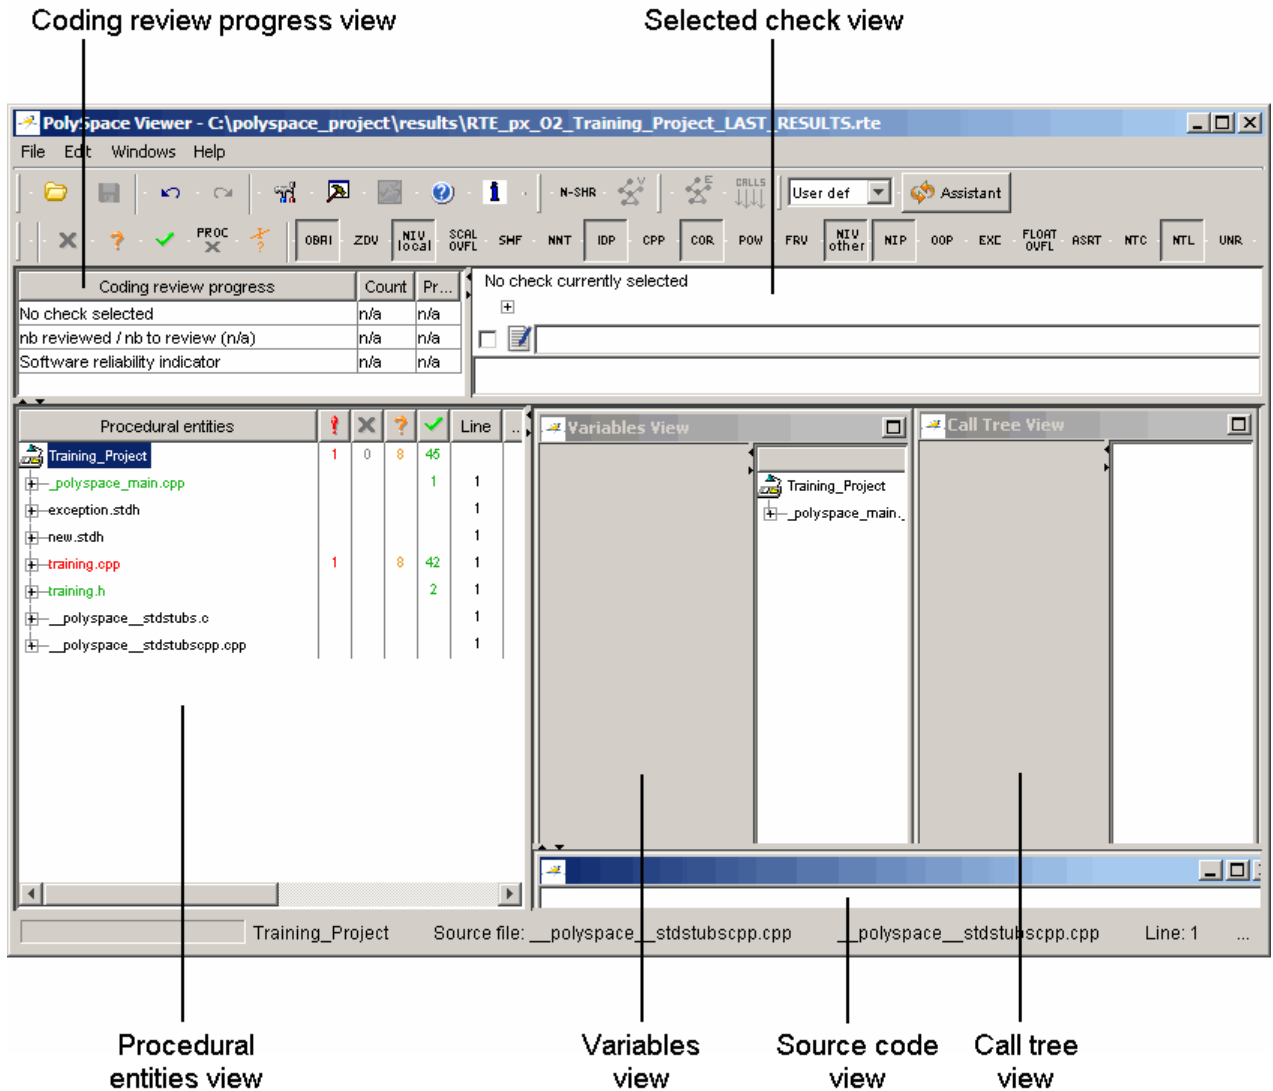 Coding review progress view
Selected check view
PolySpace Viewer - C:\polyspace_project\results\RTE_px_O2_Training_Project_LAST_RESULTS.rte
File Edit Windows Help
N-SHR V E CALLS User def Assistant
PROC OBAI ZDV NIV local SCAL OVFL SHF NNT IDP CPP COR POW FRV NIV other NIP OOP EXC FLOAT OVFL ASRT NTC NTL UNR
Coding review progress Count Pr...
No check selected n/a n/a
nb reviewed / nb to review (n/a) n/a n/a
Software reliability indicator n/a n/a
No check currently selected
Procedural entities Line ..
Training_Project 1 0 8 45
_polyspace_main.cpp 1 1
exception.stdh 1
new.stdh 1
training.cpp 1 8 42 1
training.h 2 1
__polyspace__stdstubs.c 1
__polyspace__stdstubscpp.cpp 1
Variables View
Training_Project
_polyspace_main._
Call Tree View
Training_Project Source file: __polyspace__stdstubscpp.cpp __polyspace__stdstubscpp.cpp Line: 1 ...
Procedural
entities view
Variables
view
Source code
view
Call tree
view